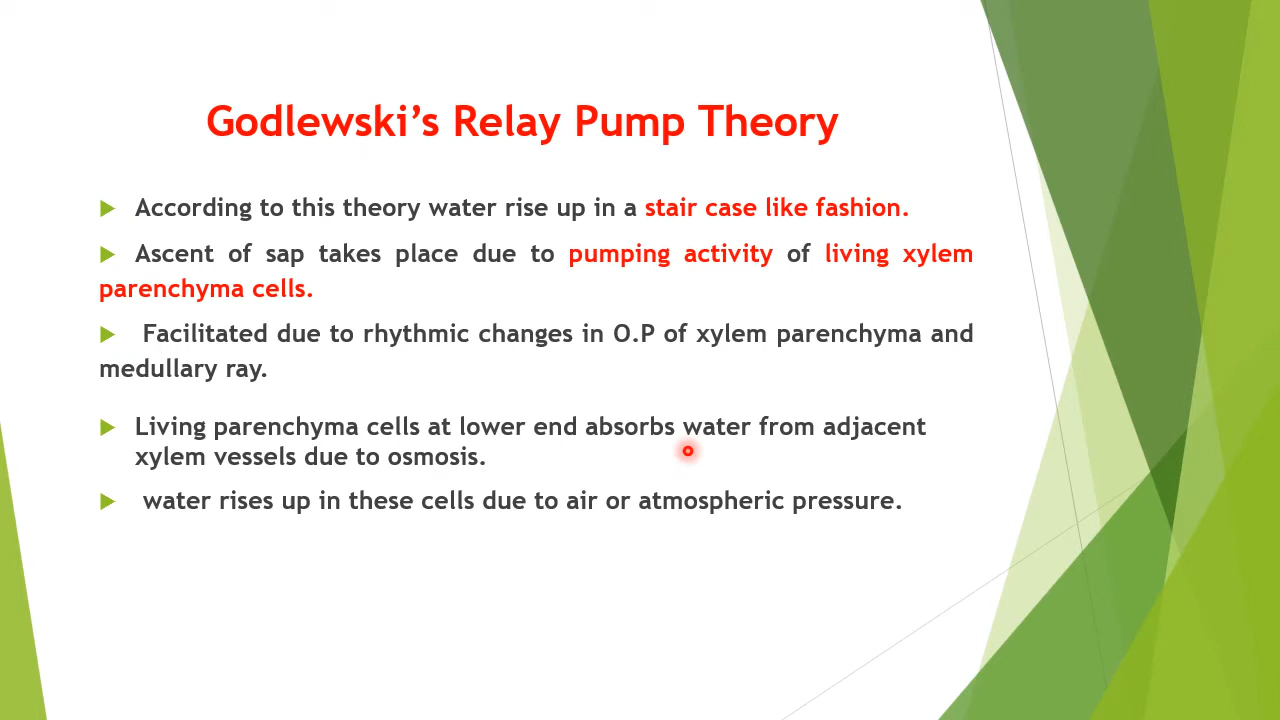 Godlewski’s Relay Pump Theory
According to this theory water rise up in a stair case like fashion.
Ascent of sap takes place due to pumping activity of living xylem
parenchyma cells.
Facilitated due to rhythmic changes in O.P of xylem parenchyma and
medullary ray.
Living parenchyma cells at lower end absorbs water from adjacent
xylem vessels due to osmosis.
water rises up in these cells due to air or atmospheric pressure.